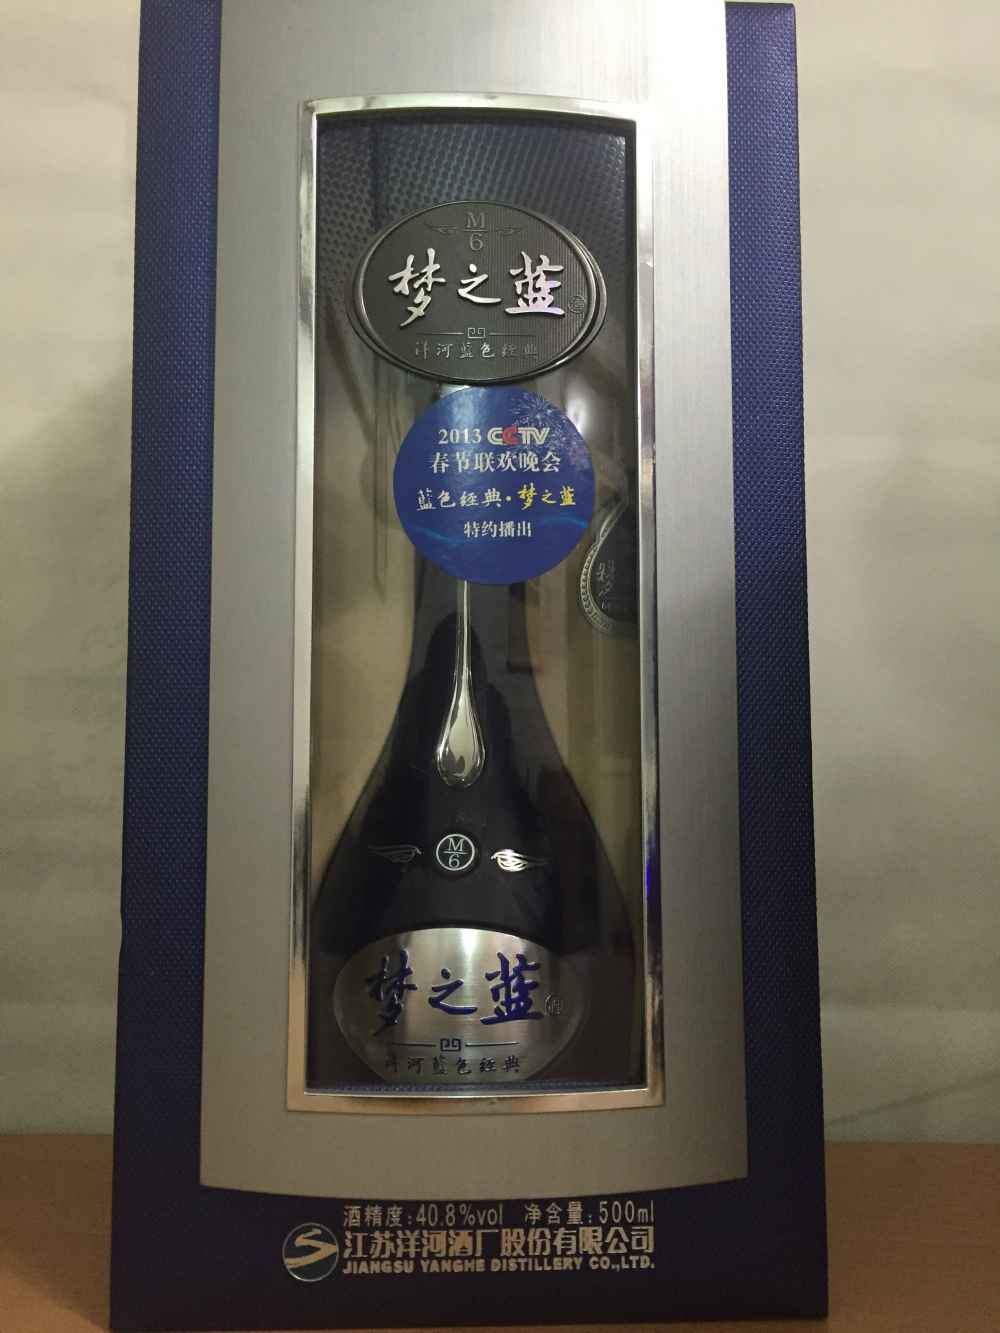 M
6
梦之蓝
洋河蓝色经典
2013 CCTV
春节联欢晚会
蓝色经典·梦之蓝
特约播出
M
6
梦之蓝
洋河蓝色经典
酒精度:40.8%vol 净含量:500ml
江苏洋河酒厂股份有限公司
JIANGSU YANGHE DISTILLERY CO.,LTD.